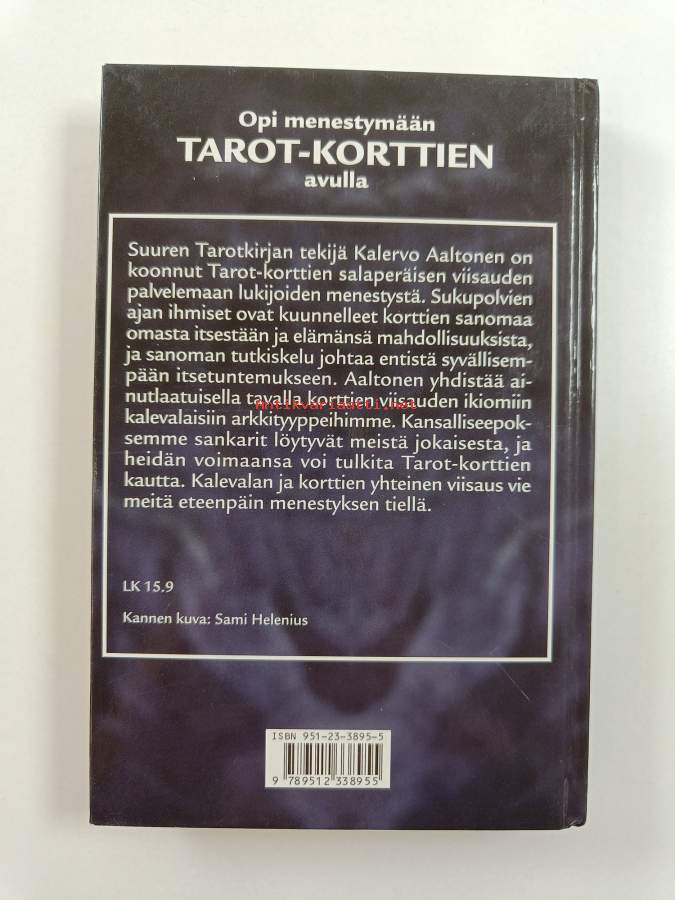 Opi menestymään
TAROT-KORTTIEN
avulla
Suuren Tarotkirjan tekijä Kalervo Aaltonen on
koonnut Tarot-korttien salaperäisen viisauden
palvelemaan lukijoiden menestystä. Sukupolvien
ajan ihmiset ovat kuunnelleet korttien sanomaa
omasta itsestään ja elämänsä mahdollisuuksista,
ja sanoman tutkiskelu johtaa entistä syvällisem-
pään itsetuntemukseen. Aaltonen yhdistää ai-
nutlaatuisella tavalla korttien viisauden ikiomiin
Antikvariaatti.net
kalevalaisiin arkkityyppeihimme. Kansalliseepok-
semme sankarit löytyvät meistä jokaisesta, ja
heidän voimaansa voi tulkita Tarot-korttien
kautta. Kalevalan ja korttien yhteinen viisaus vie
meitä eteenpäin menestyksen tiellä.
LK 15.9
Kannen kuva: Sami Helenius
ISBN 951-23-3895-5
9 789512 338955